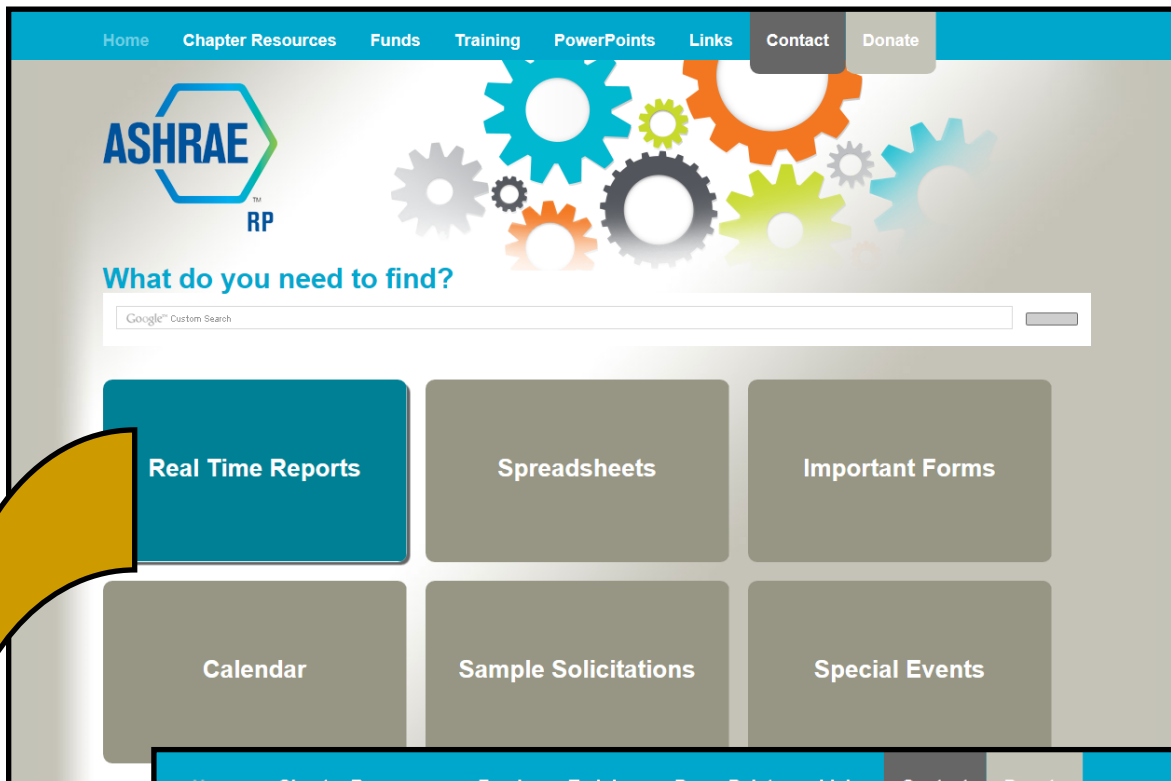 Home Chapter Resources Funds Training PowerPoints Links Contact Donate
ASHRAE
TM
RP
What do you need to find?
Google™ Custom Search
Real Time Reports Spreadsheets Important Forms
Calendar Sample Solicitations Special Events